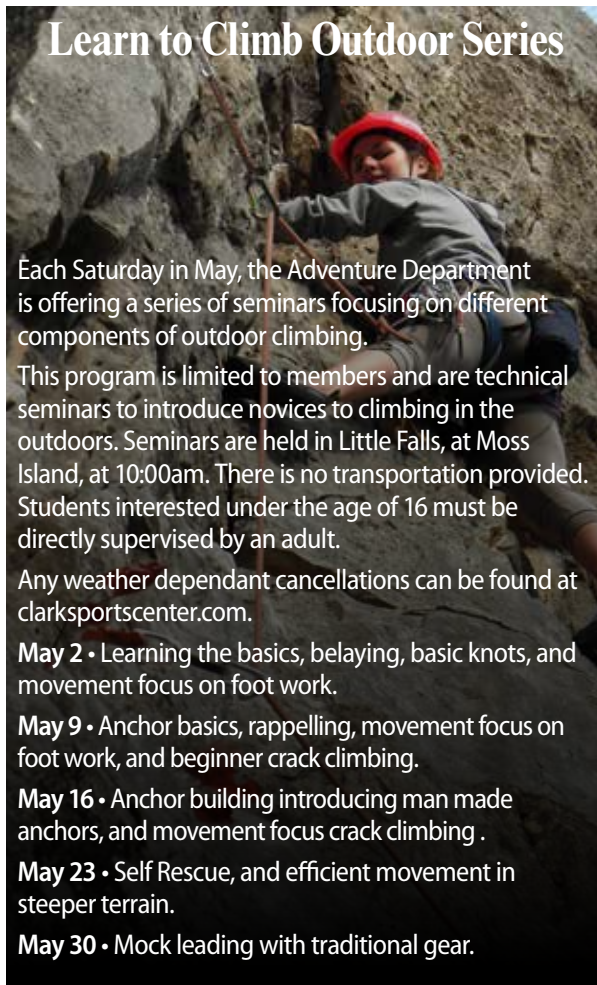 Learn to Climb Outdoor Series
Each Saturday in May, the Adventure Department
is offering a series of seminars focusing on different
components of outdoor climbing.
This program is limited to members and are technical
seminars to introduce novices to climbing in the
outdoors. Seminars are held in Little Falls, at Moss
Island, at 10:00am. There is no transportation provided.
Students interested under the age of 16 must be
directly supervised by an adult.
Any weather dependant cancellations can be found at
clarksportscenter.com.
May 2 • Learning the basics, belaying, basic knots, and
movement focus on foot work.
May 9 • Anchor basics, rappelling, movement focus on
foot work, and beginner crack climbing.
May 16 • Anchor building introducing man made
anchors, and movement focus crack climbing .
May 23 • Self Rescue, and efficient movement in
steeper terrain.
May 30 • Mock leading with traditional gear.